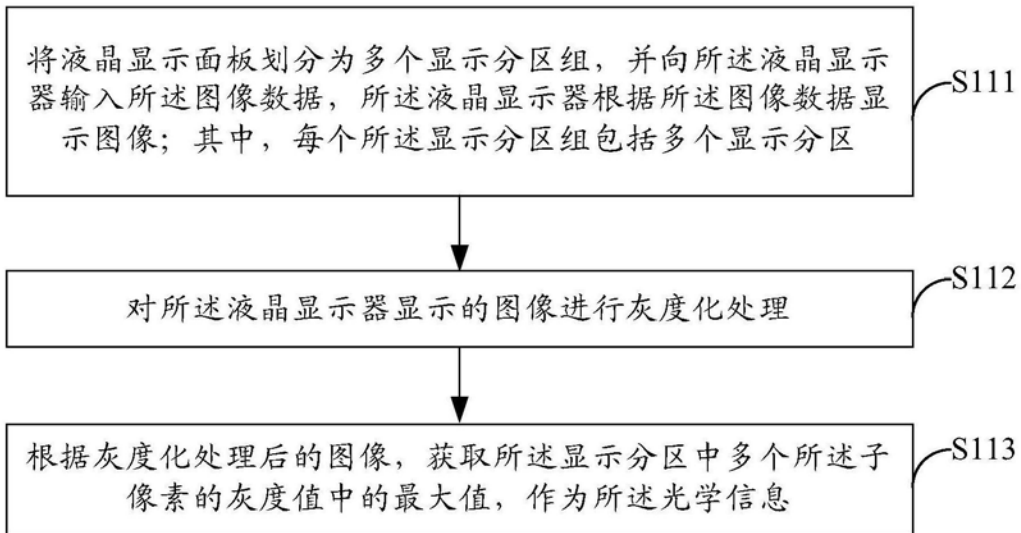 将液晶显示面板划分为多个显示分区组，并向所述液晶显示
器输入所述图像数据，所述液晶显示器根据所述图像数据显
示图像；其中，每个所述显示分区组包括多个显示分区
S111
对所述液晶显示器显示的图像进行灰度化处理
S112
根据灰度化处理后的图像，获取所述显示分区中多个所述子
像素的灰度值中的最大值，作为所述光学信息
S113